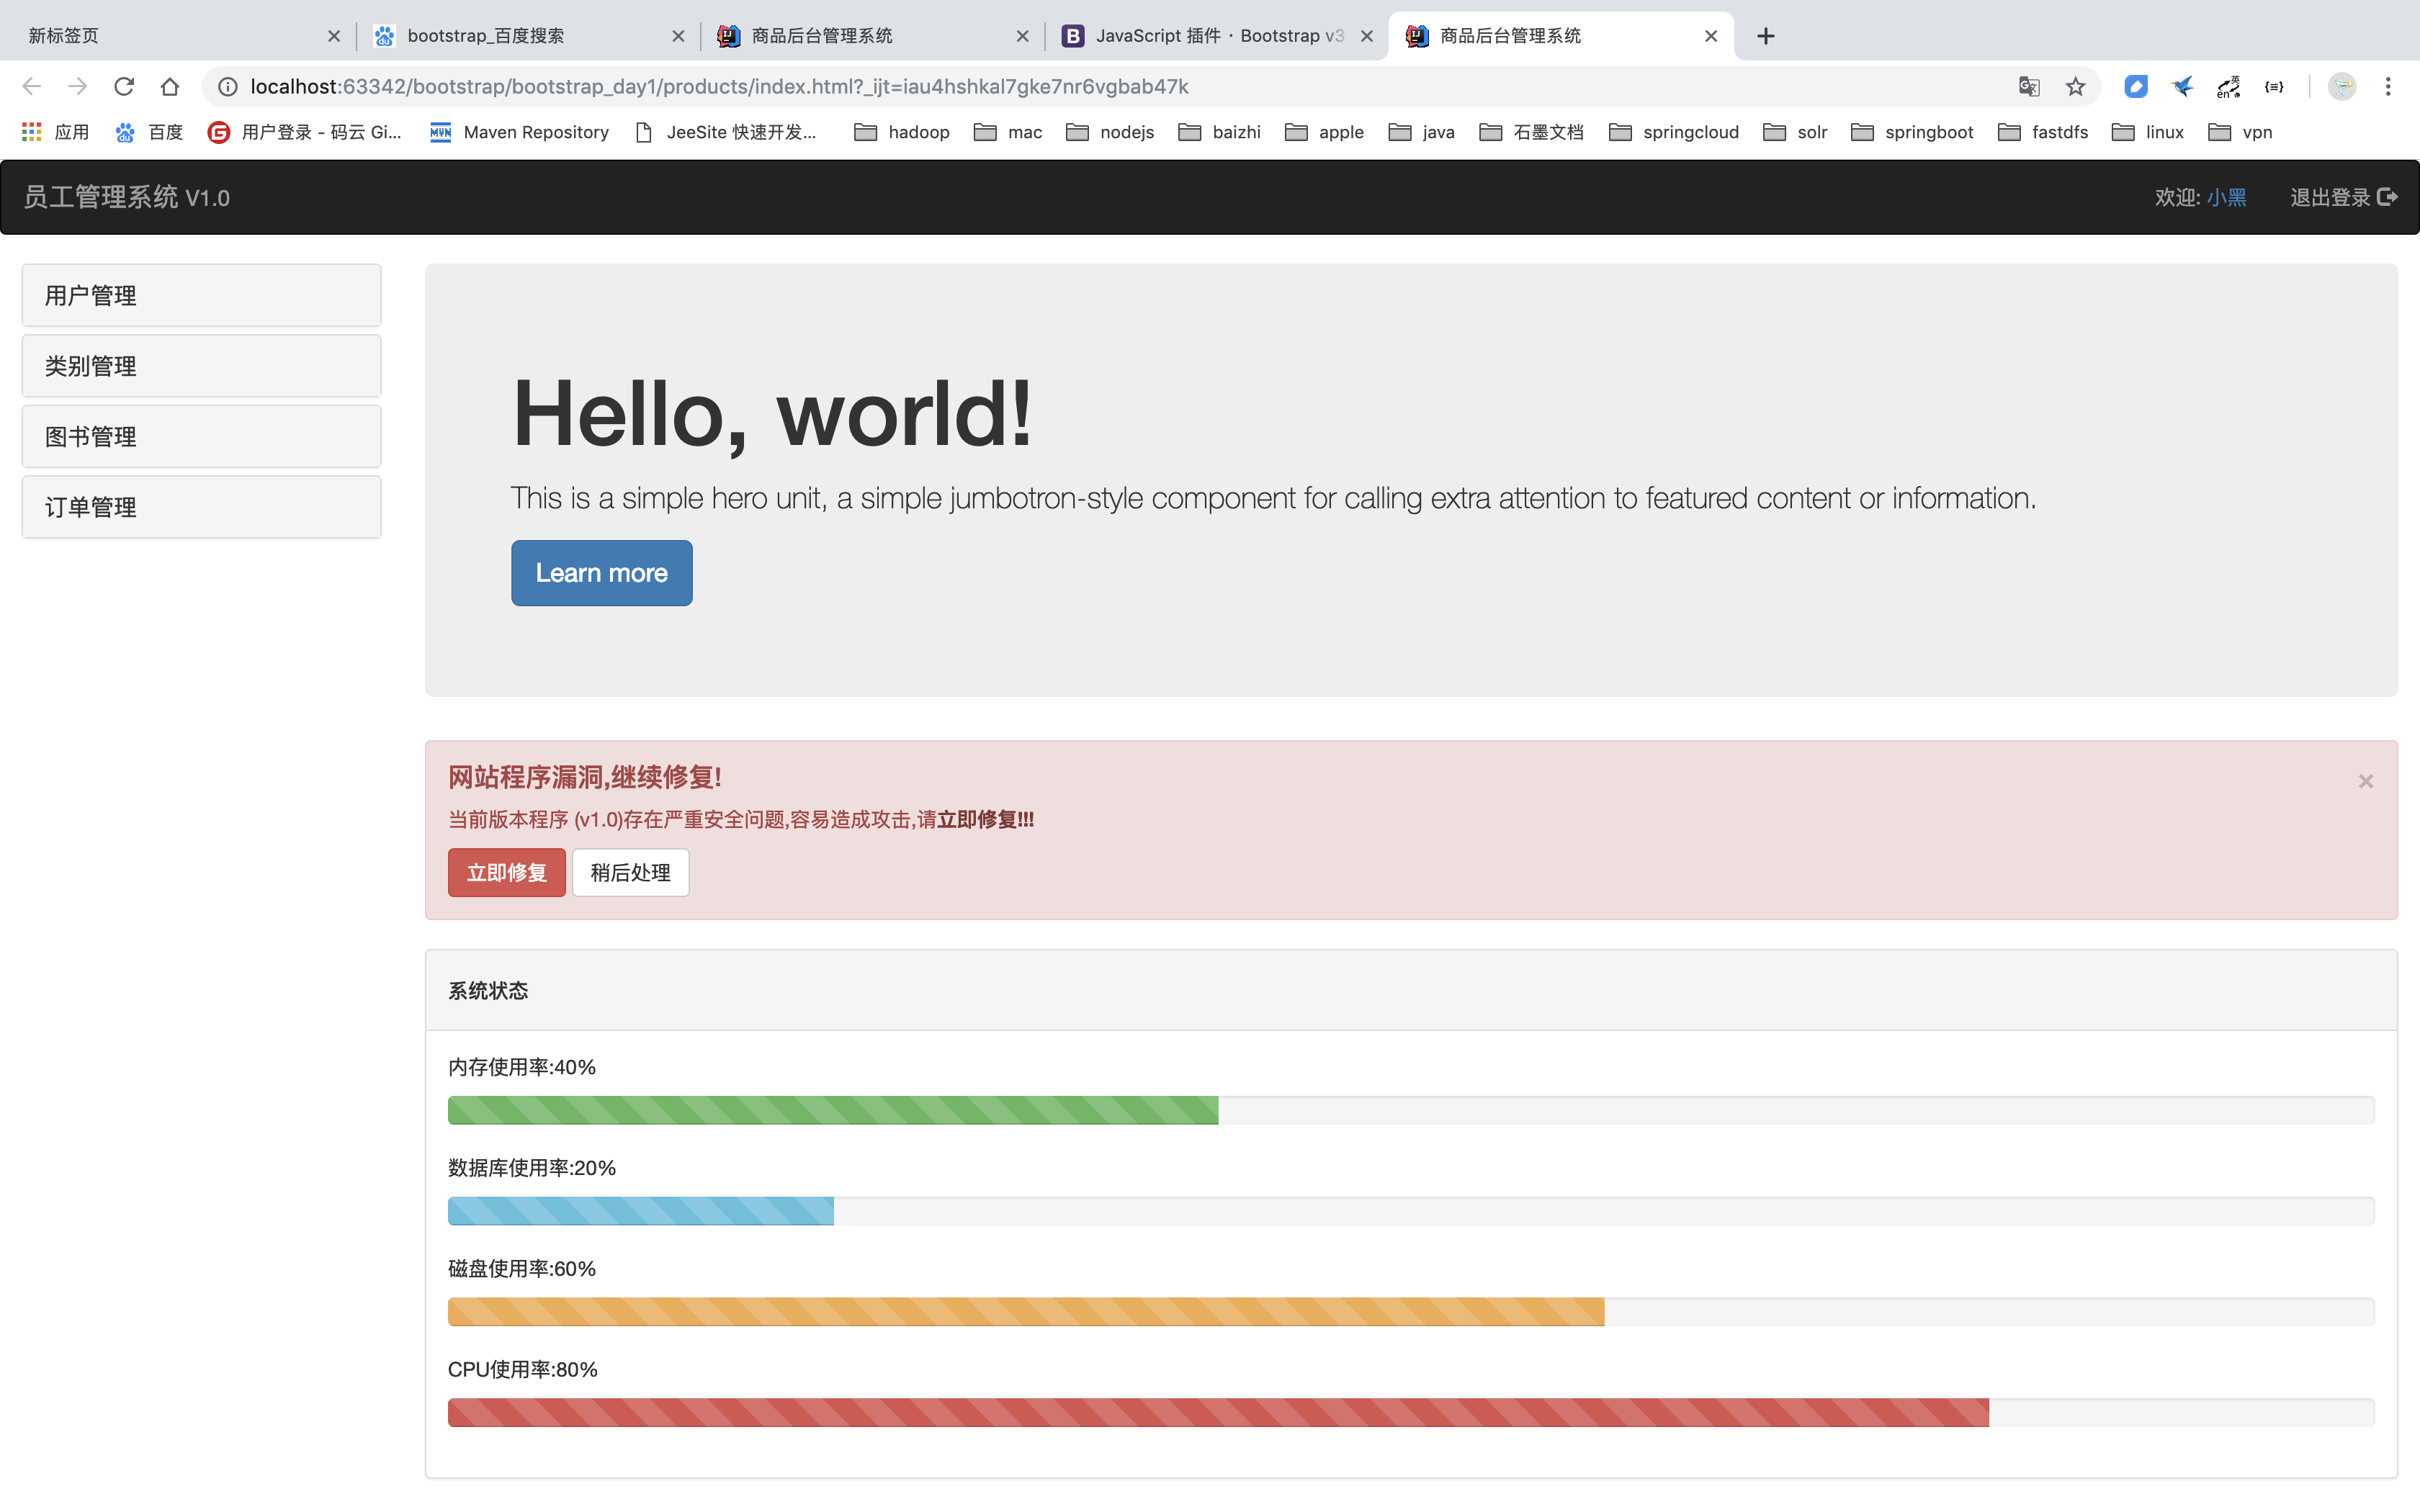 新标签页
bootstrap_百度搜索
商品后台管理系统
JavaScript 插件 · Bootstrap v3
商品后台管理系统
localhost:63342/bootstrap/bootstrap_day1/products/index.html?_ijt=iau4hshkal7gke7nr6vgbab47k
应用
百度
用户登录 - 码云 Gi...
Maven Repository
JeeSite 快速开发...
hadoop
mac
nodejs
baizhi
apple
java
石墨文档
springcloud
solr
springboot
fastdfs
linux
vpn
员工管理系统 V1.0
欢迎: 小黑
退出登录
用户管理
类别管理
图书管理
订单管理
Hello, world!
This is a simple hero unit, a simple jumbotron-style component for calling extra attention to featured content or information.
Learn more
网站程序漏洞,继续修复!
×
当前版本程序 (v1.0)存在严重安全问题,容易造成攻击,请立即修复!!!
立即修复
稍后处理
系统状态
内存使用率:40%
数据库使用率:20%
磁盘使用率:60%
CPU使用率:80%